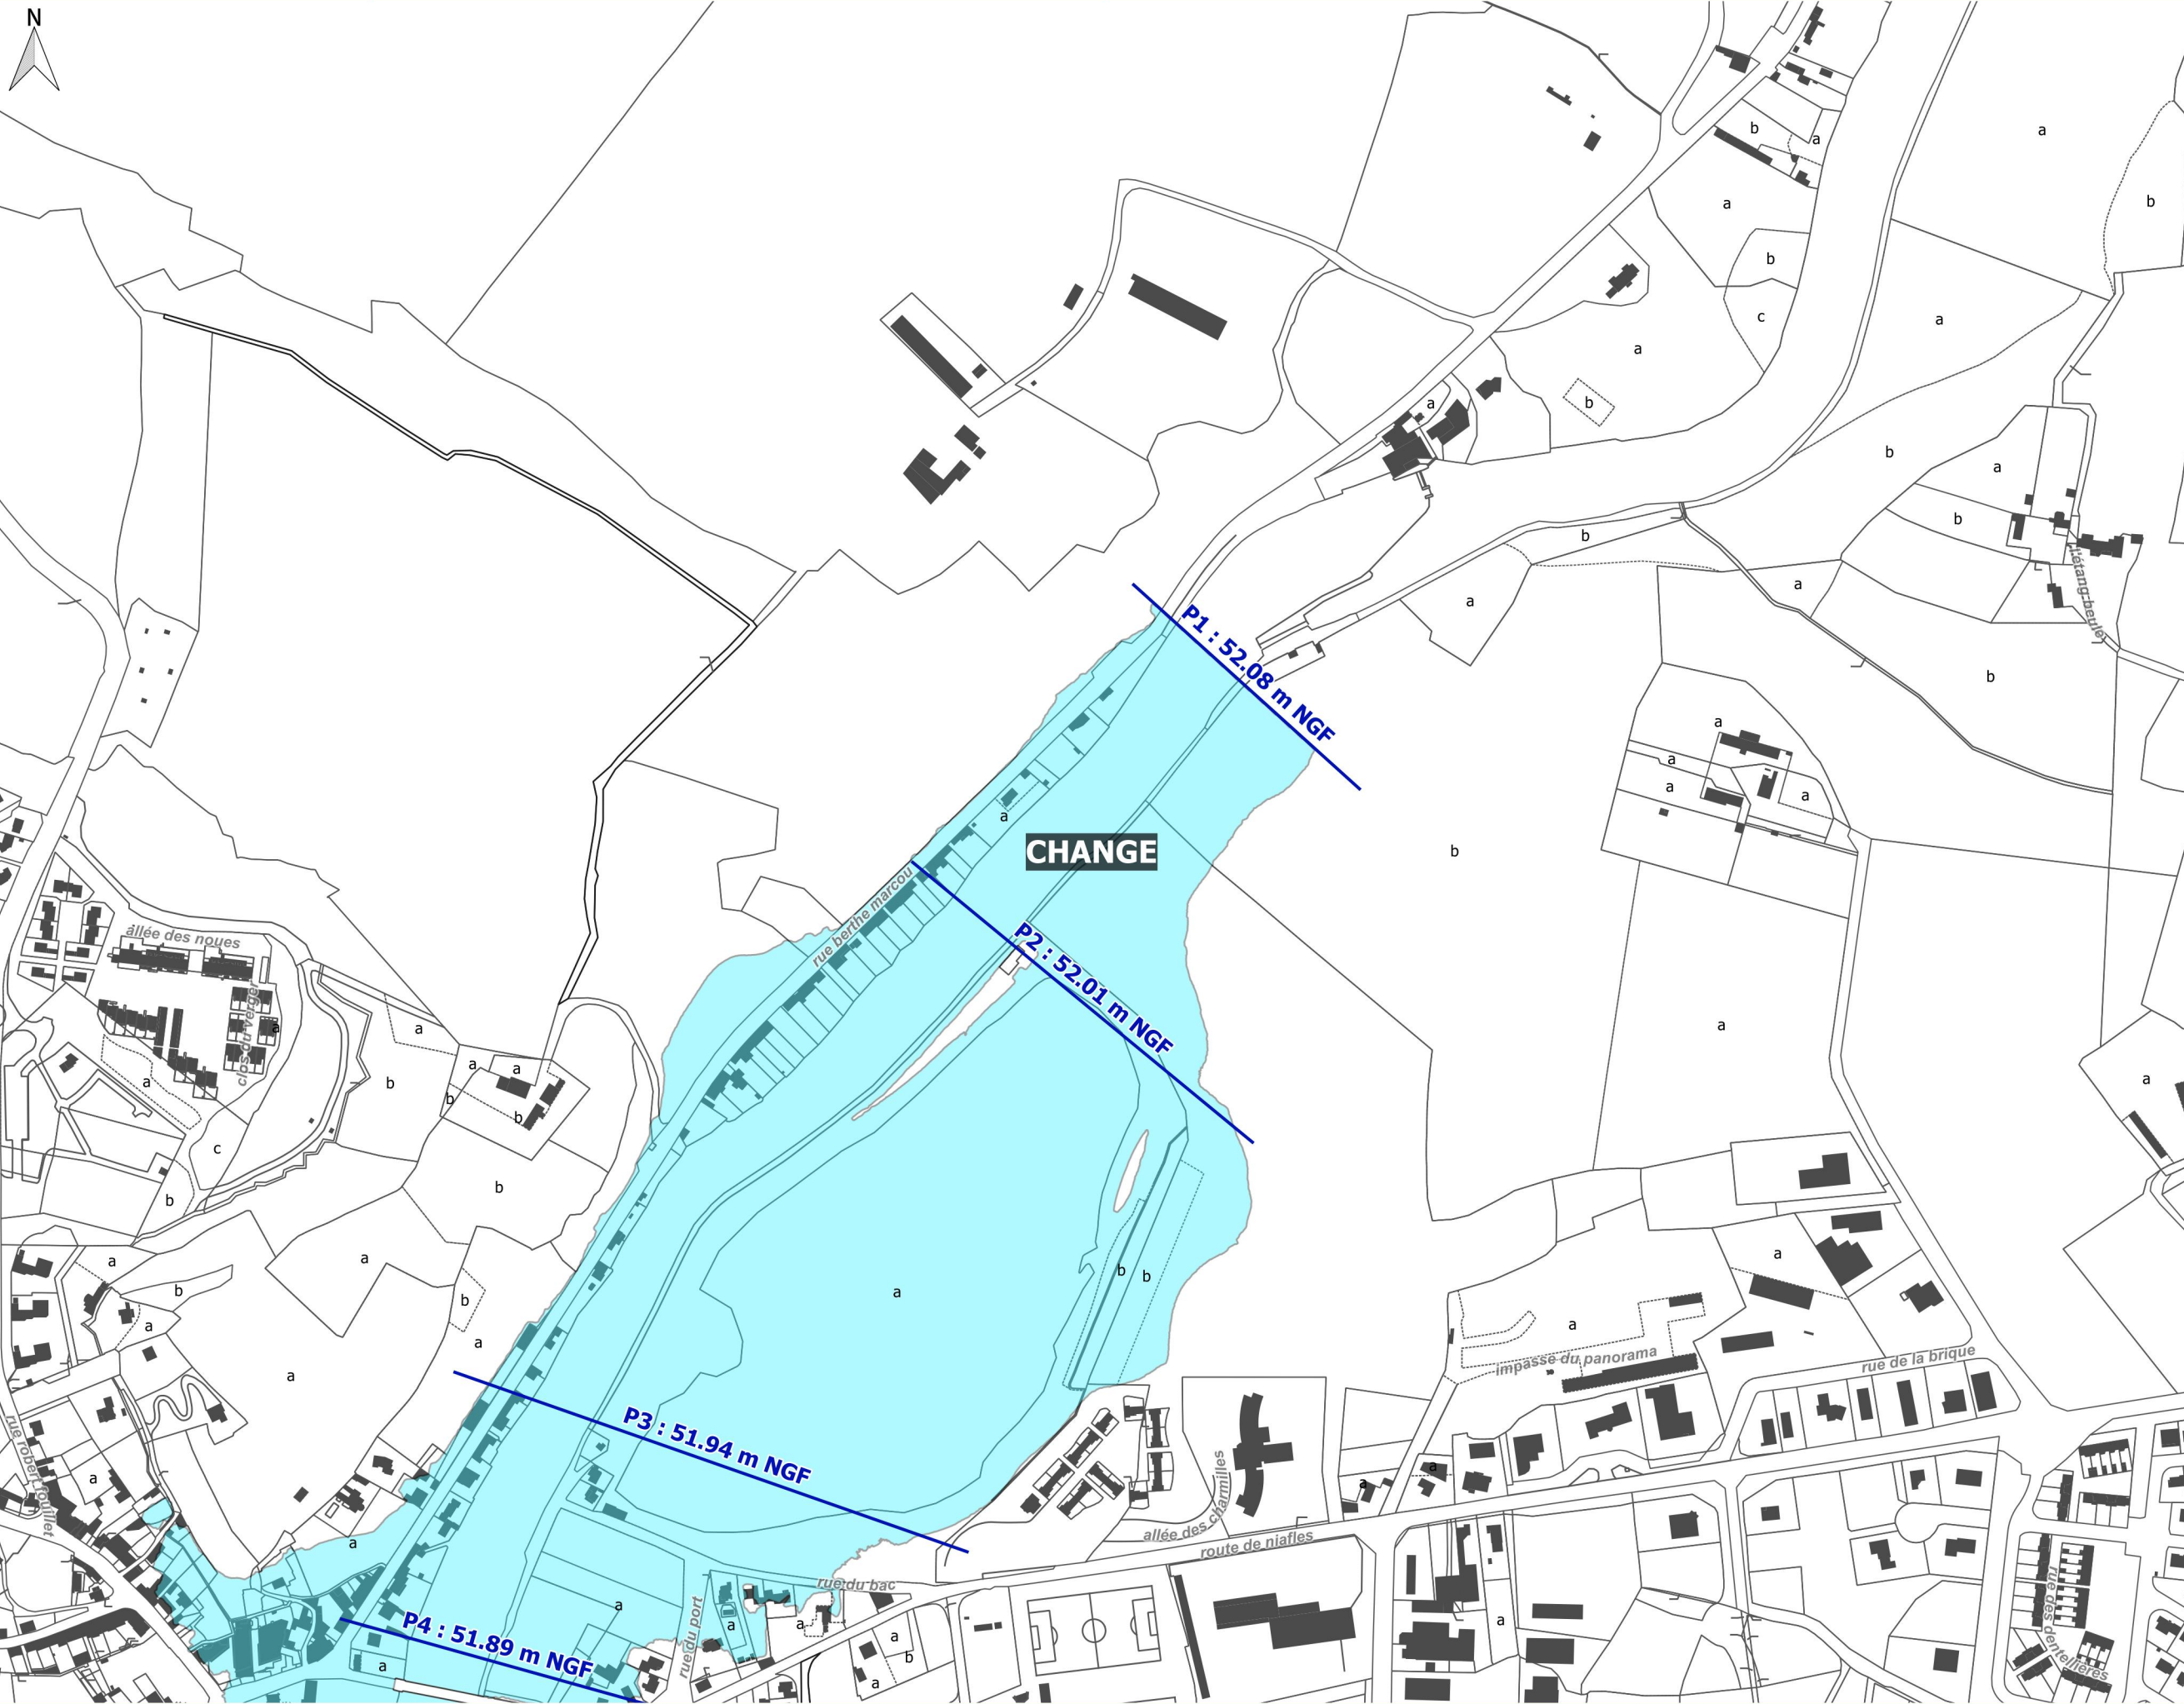 N
b
a
a
b
a
b
c
a
a
a
b
b
a
a
b
b
b
a
a
l'étang beulet
P1 : 52.08 m NGF
b
a
a
a
a
a
CHANGE
b
rue berthe marcou
allée des noues
P2 : 52.01 m NGF
clos du verger
a
a
a
a
a
a
b
a
b
b
a
c
b
b
a
a
b
b
a
a
b
b
a
b
a
a
a
a
impasse du panorama
rue de la brique
P3 : 51.94 m NGF
rue robert fouillet
a
allée des charmilles
a
a
route de niafles
a
rue du bac
rue du port
a
a
a
a
a
b
a
a
P4 : 51.89 m NGF
rue des dentellières